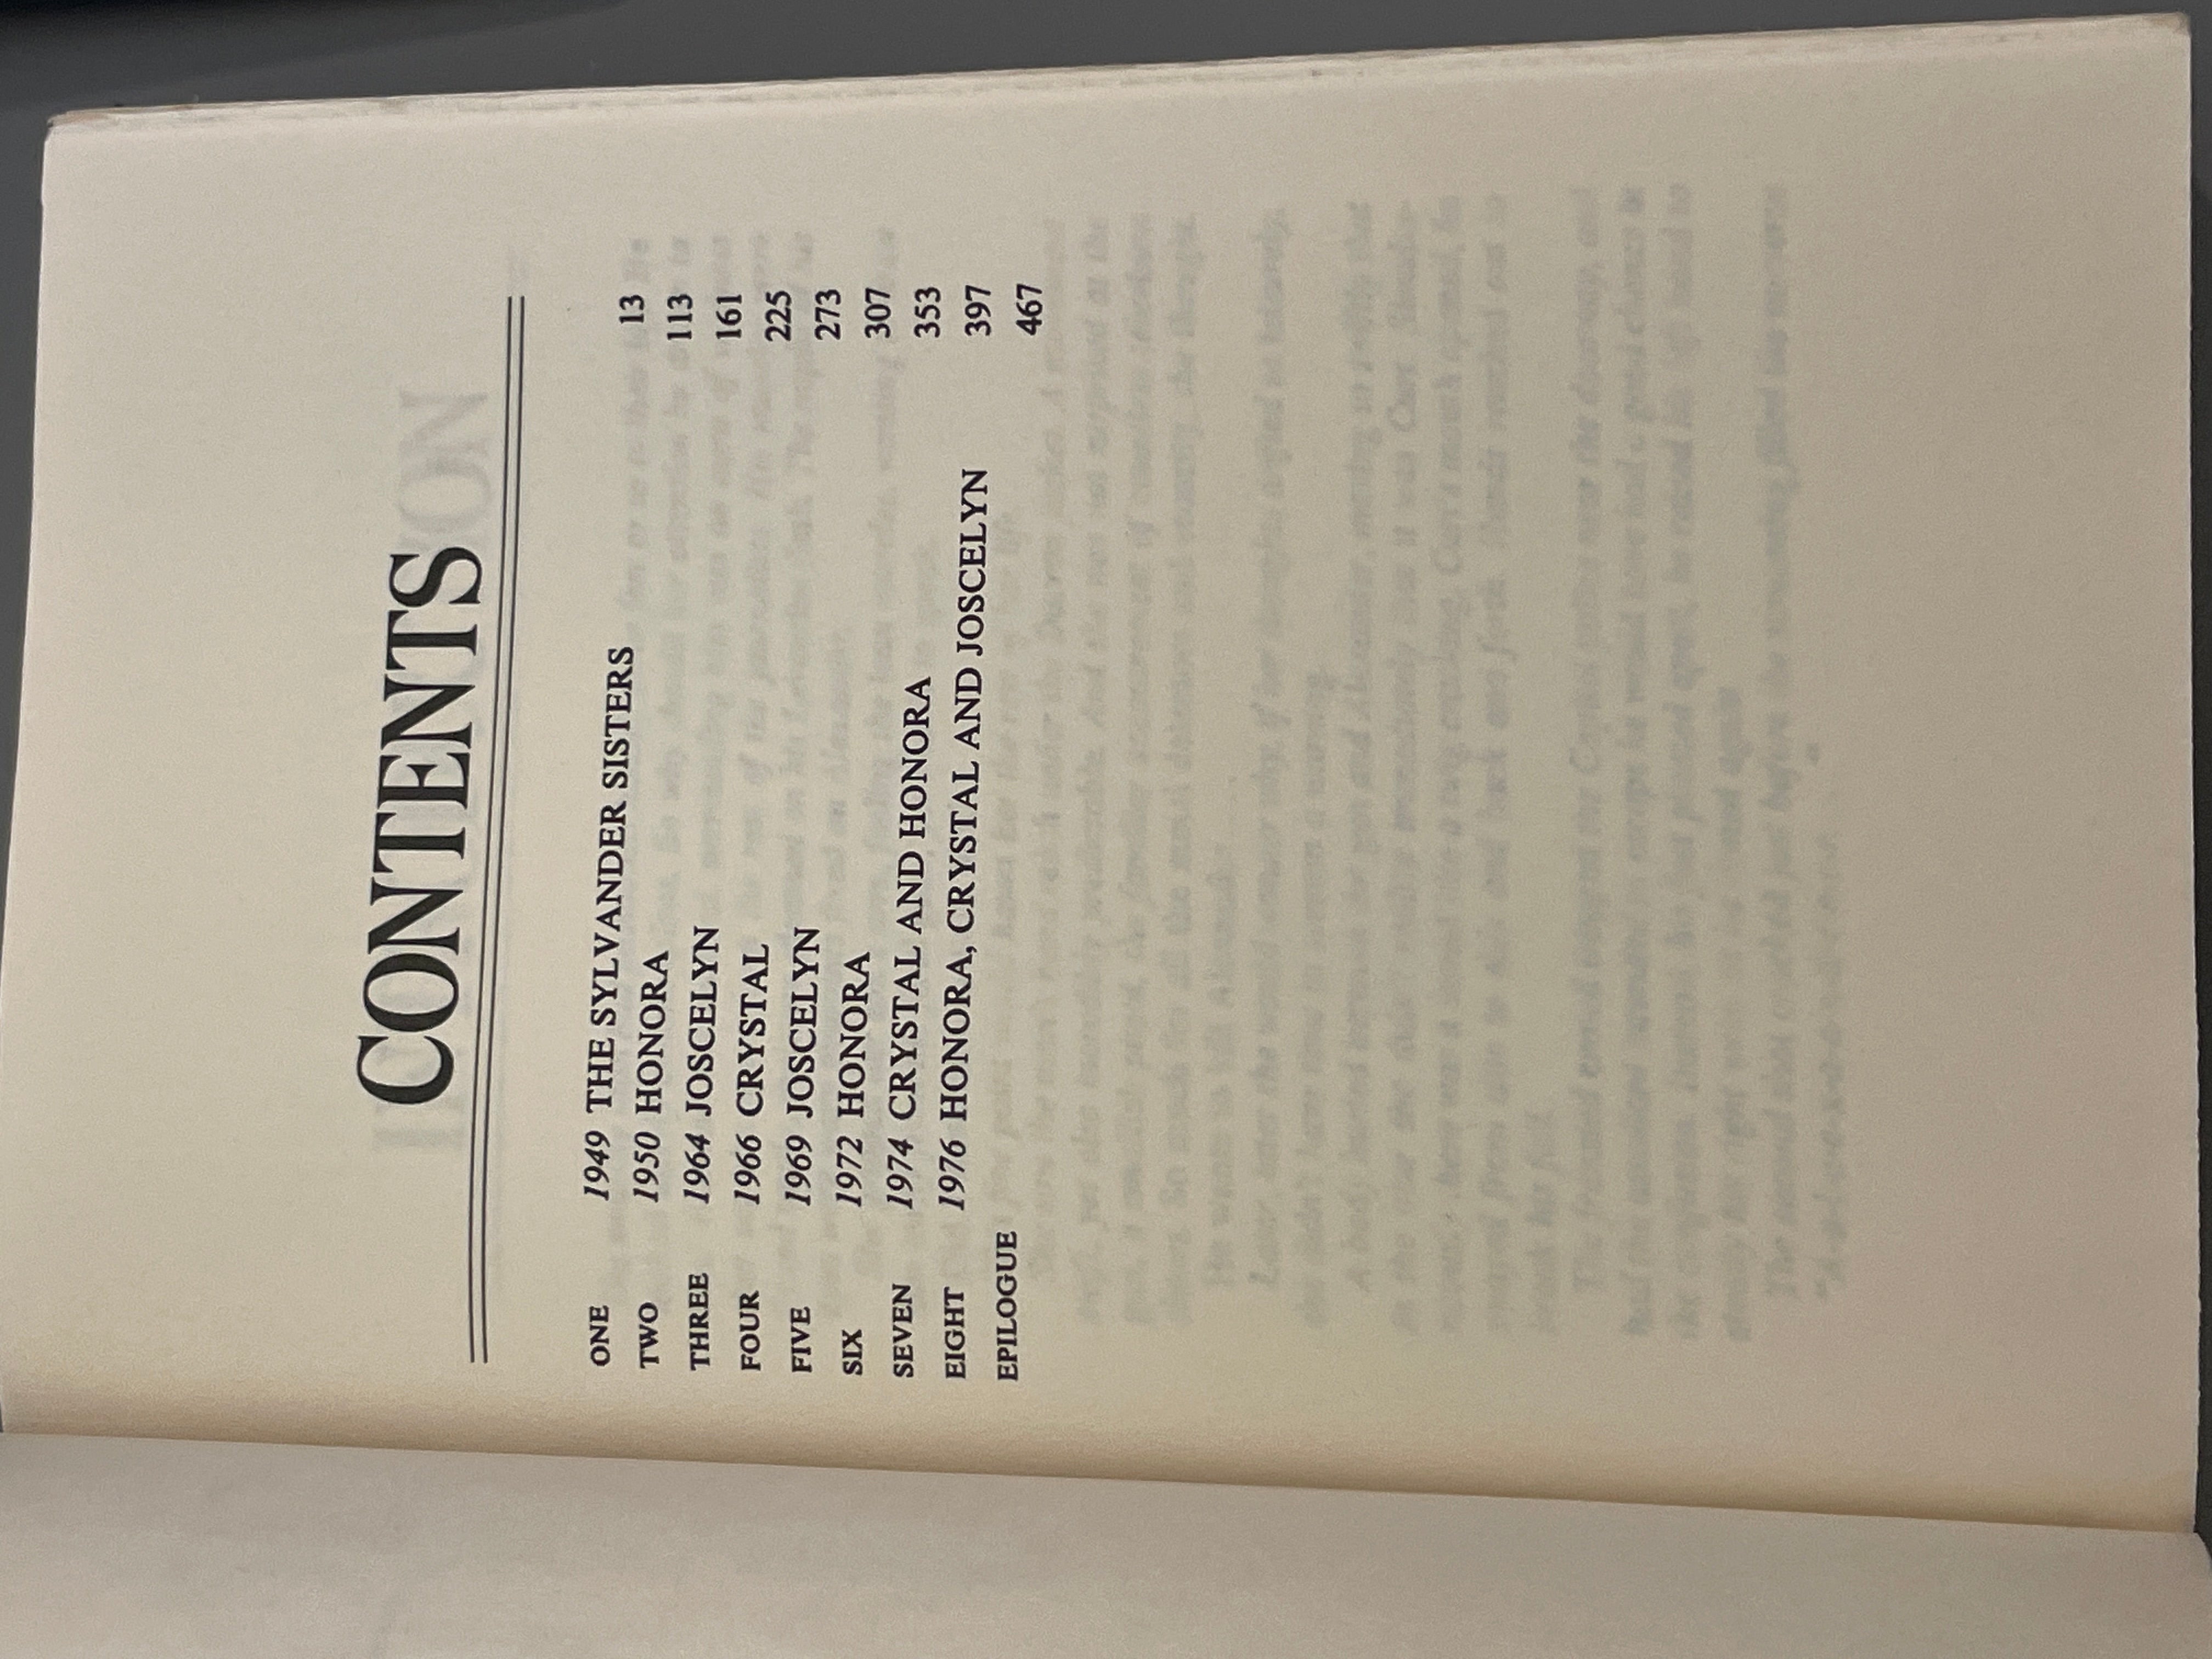 CONTENTS
ONE 1949 THE SYLVANDER SISTERS 13
TWO 1950 HONORA 113
THREE 1964 JOSCELYN 161
FOUR 1966 CRYSTAL 225
FIVE 1969 JOSCELYN 273
SIX 1972 HONORA 307
SEVEN 1974 CRYSTAL AND HONORA 353
EIGHT 1976 HONORA, CRYSTAL AND JOSCELYN 397
EPILOGUE 467